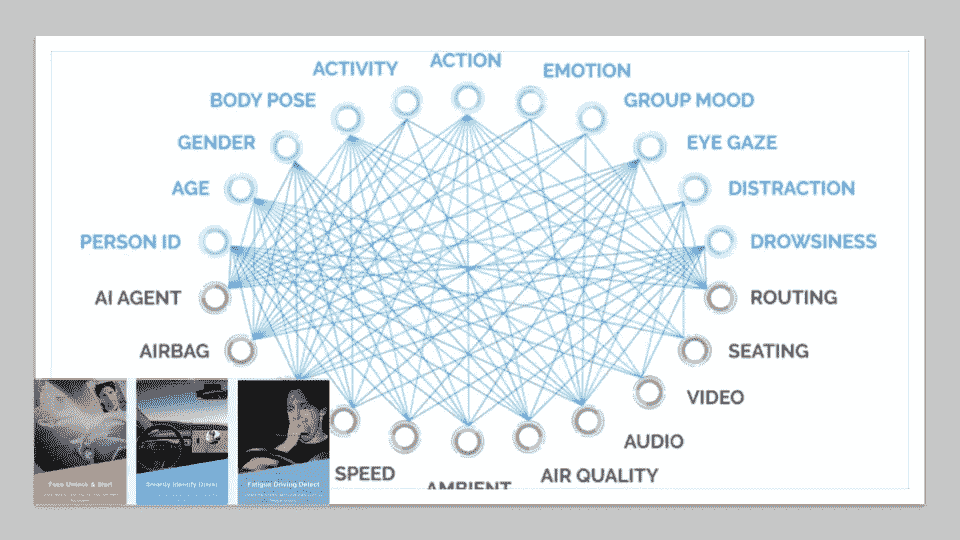 ACTION
ACTIVITY
EMOTION
BODY POSE
GROUP MOOD
GENDER
EYE GAZE
AGE
DISTRACTION
PERSON ID
DROWSINESS
AI AGENT
ROUTING
AIRBAG
SEATING
VIDEO
AUDIO
SPEED
AIR QUALITY
AMBIENT
Face Unlock & Start
Smartly Identify Driver
Fatigue Driving Detect